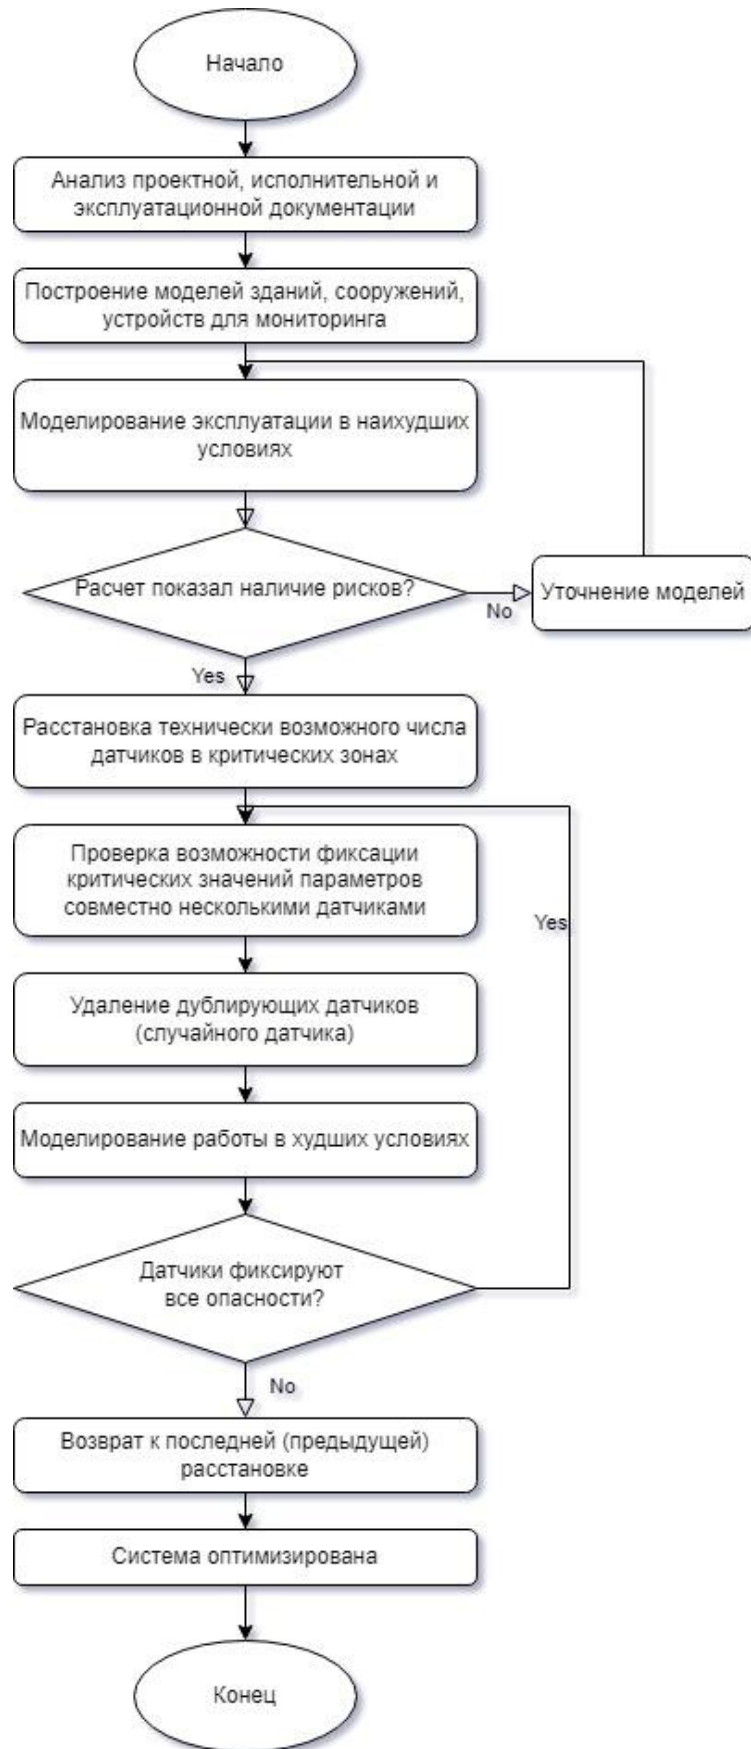 Начало
Анализ проектной, исполнительной и
эксплуатационной документации
Построение моделей зданий, сооружений,
устройств для мониторинга
Моделирование эксплуатации в наихудших
условиях
Расчет показал наличие рисков?
No
Уточнение моделей
Yes
Расстановка технически возможного числа
датчиков в критических зонах
Проверка возможности фиксации
критических значений параметров
совместно несколькими датчиками
Yes
Удаление дублирующих датчиков
(случайного датчика)
Моделирование работы в худших условиях
Датчики фиксируют
все опасности?
No
Возврат к последней (предыдущей)
расстановке
Система оптимизирована
Конец